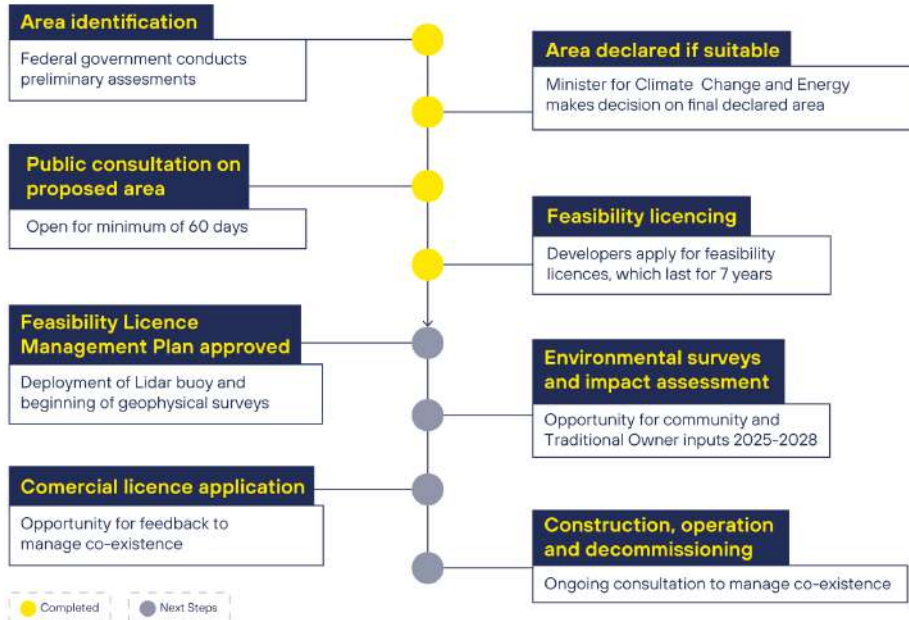 Area identification
Federal government conducts
preliminary assesments
Area declared if suitable
Minister for Climate Change and Energy
makes decision on final declared area
Public consultation on
proposed area
Open for minimum of 60 days
Feasibility licencing
Developers apply for feasibility
licences, which last for 7 years
Feasibility Licence
Management Plan approved
Deployment of Lidar buoy and
beginning of geophysical surveys
Environmental surveys
and impact assessment
Opportunity for community and
Traditional Owner inputs 2025-2028
Comercial licence application
Opportunity for feedback to
manage co-existence
Construction, operation
and decommissioning
Ongoing consultation to manage co-existence
Completed
Next Steps